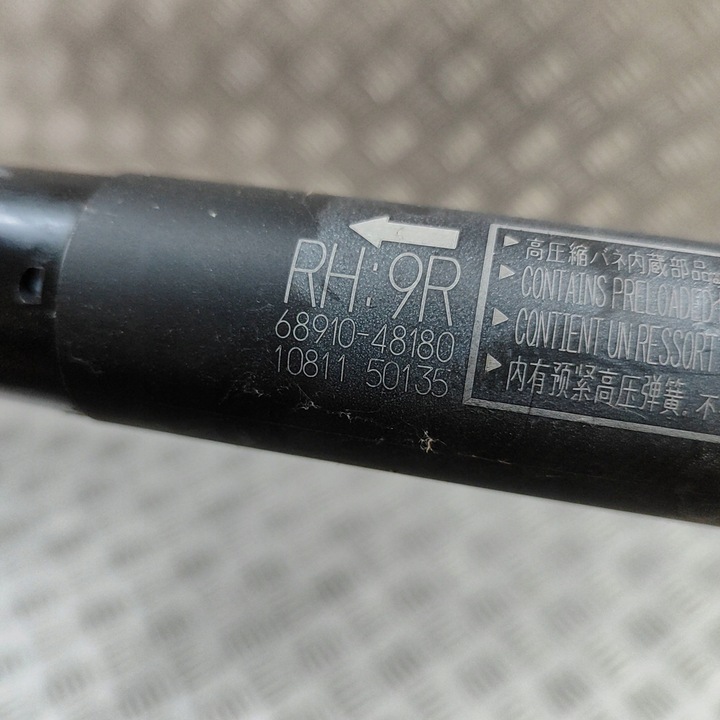 RH: 9R
68910-48180
10811 50135
▶高圧縮バネ内蔵部品
▶CONTAINS PRELOADED
▶CONTIENT UN RESSORT
▶内有预紧高压弹簧.不